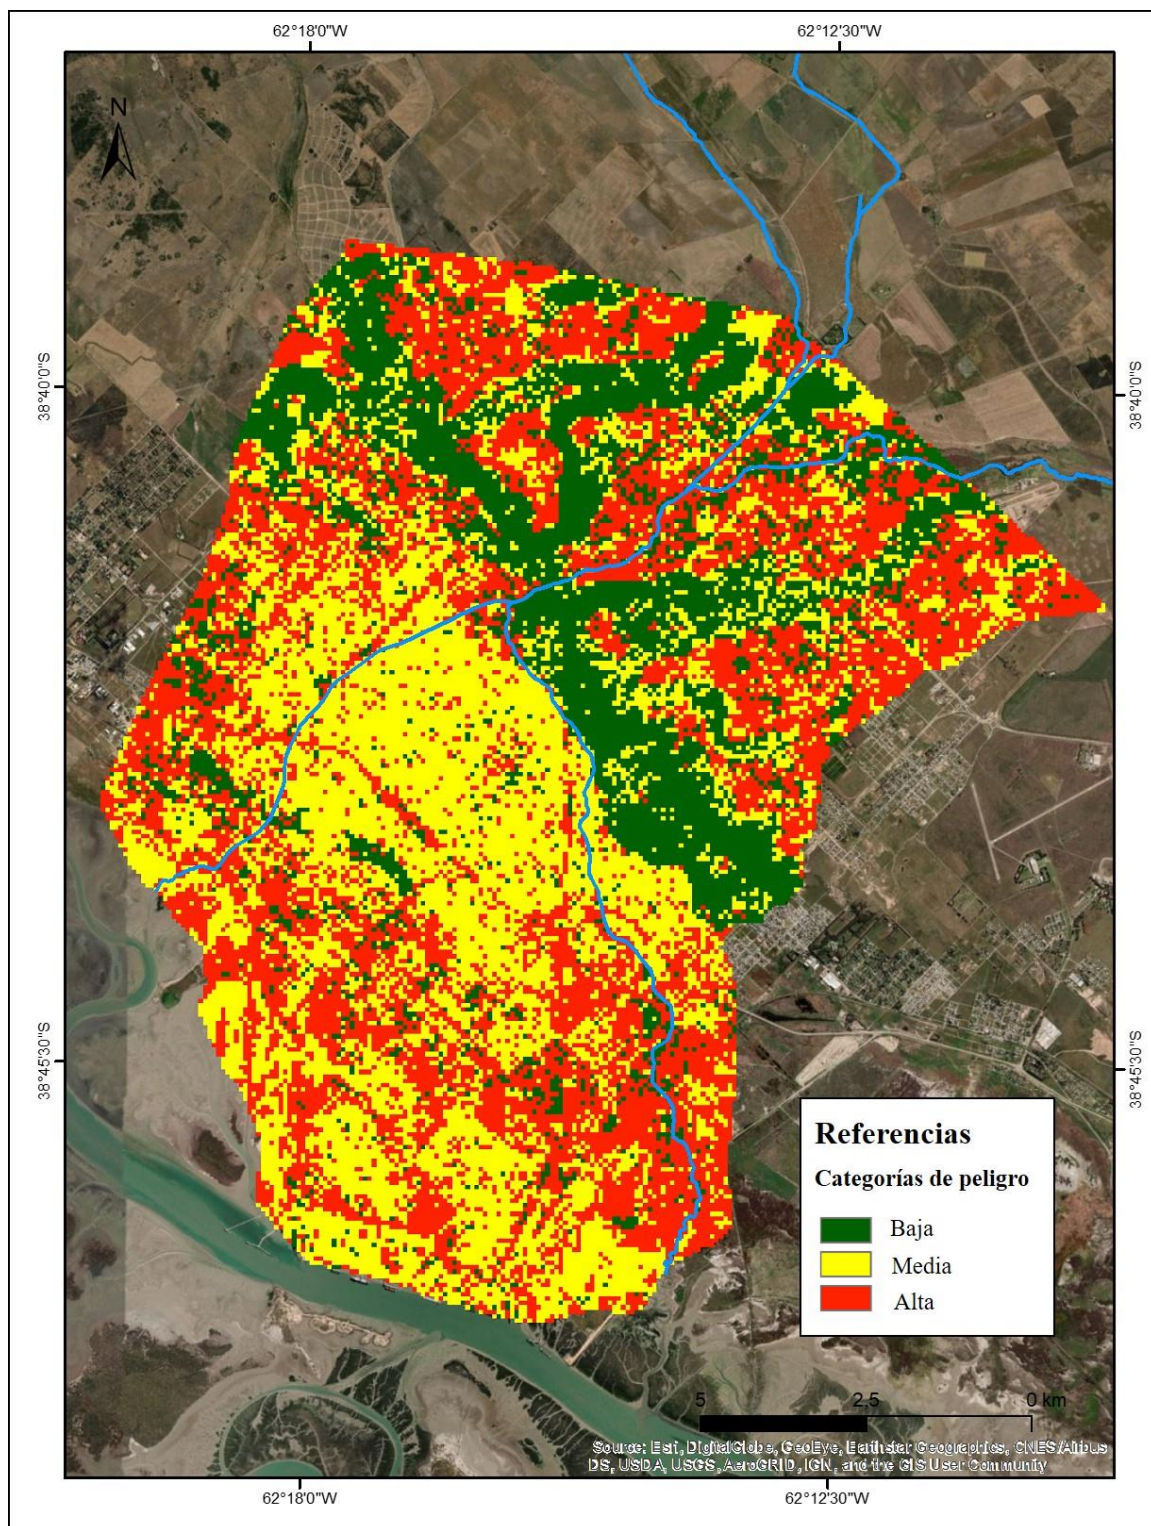 62°18'0"W 62°12'30"W
N
38°40'0"S 38°40'0"S
38°45'30"S 38°45'30"S
Referencias
Categorías de peligro
Baja
Media
Alta
5 2.5 0 km
Source: Esri, DigitalGlobe, GeoEye, Earthstar Geographics, CNES/Airbus
DS, USDA, USGS, AeroGRID, IGN, and the GIS User Community
62°18'0"W 62°12'30"W